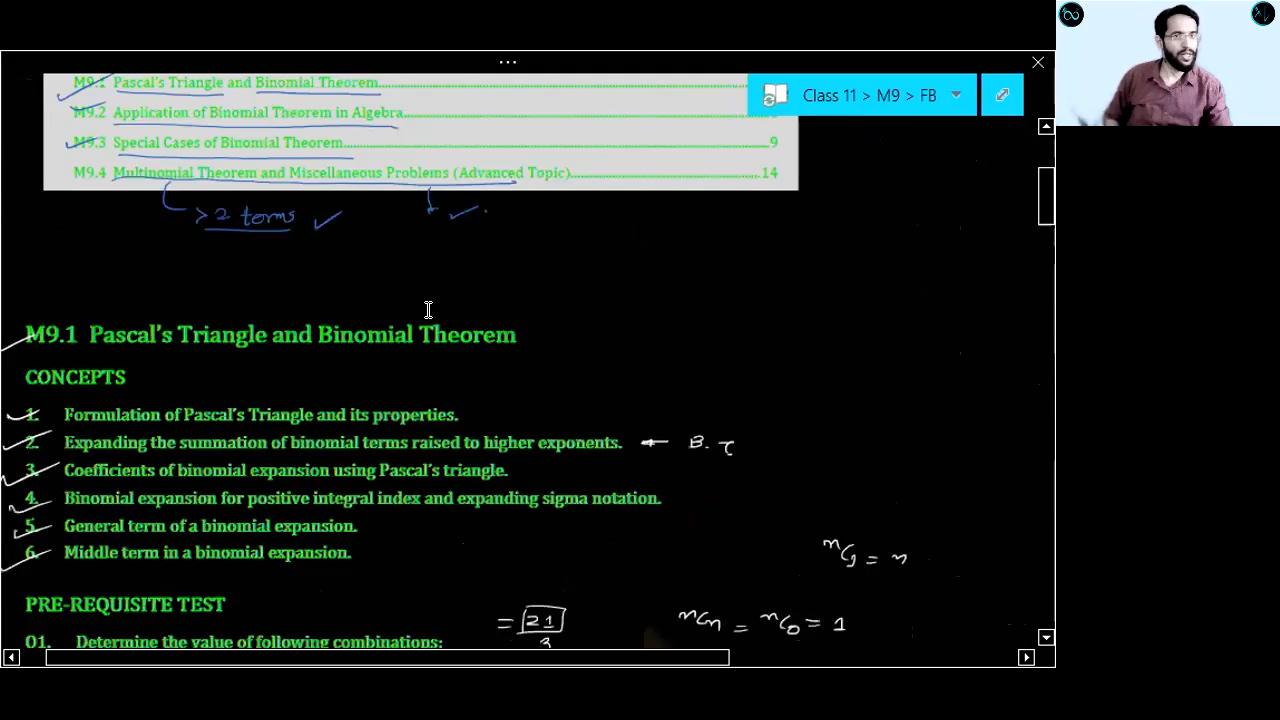 M9.1 Pascal's Triangle and Binomial Theorem
M9.2 Application of Binomial Theorem in Algebra
M9.3 Special Cases of Binomial Theorem 9
M9.4 Multinomial Theorem and Miscellaneous Problems (Advanced Topic) 14
Class 11 > M9 > FB
> 2 terms
M9.1 Pascal's Triangle and Binomial Theorem
CONCEPTS
1. Formulation of Pascal's Triangle and its properties.
2. Expanding the summation of binomial terms raised to higher exponents. ← B. T
3. Coefficients of binomial expansion using Pascal's triangle.
4. Binomial expansion for positive integral index and expanding sigma notation.
5. General term of a binomial expansion.
6. Middle term in a binomial expansion.
ⁿC₁ = n
PRE-REQUISITE TEST
= 21
ⁿCₙ = ⁿC₀ = 1
Q1. Determine the value of following combinations: